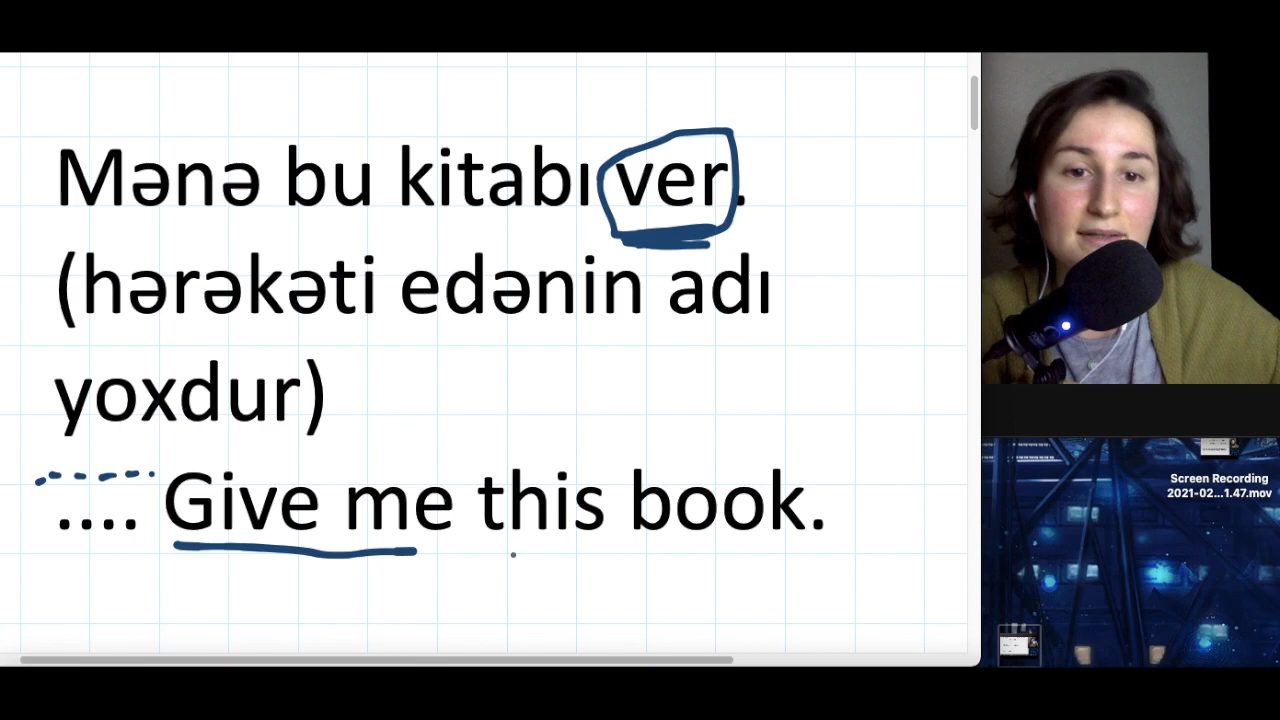 Mənə bu kitabı ver.
(hərəkəti edənin adı
yoxdur)
.... Give me this book.
Screen Recording
2021-02...1.47.mov